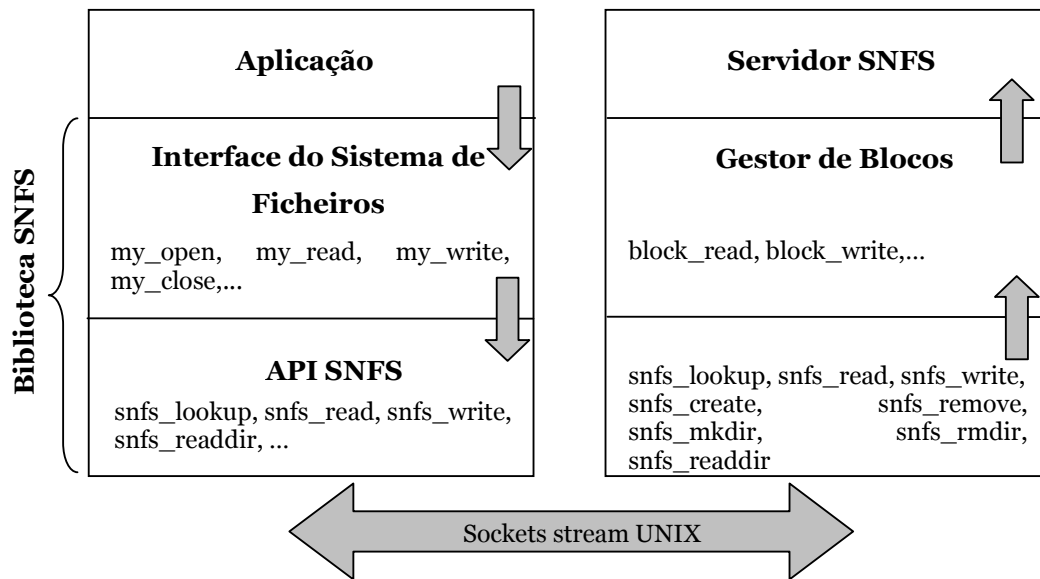 Biblioteca SNFS
Aplicação
Interface do Sistema de
Ficheiros
my_open, my_read, my_write,
my_close,...
API SNFS
snfs_lookup, snfs_read, snfs_write,
snfs_readdir, ...
Servidor SNFS
Gestor de Blocos
block_read, block_write,...
snfs_lookup, snfs_read, snfs_write,
snfs_create, snfs_remove,
snfs_mkdir, snfs_rmdir,
snfs_readdir
Sockets stream UNIX